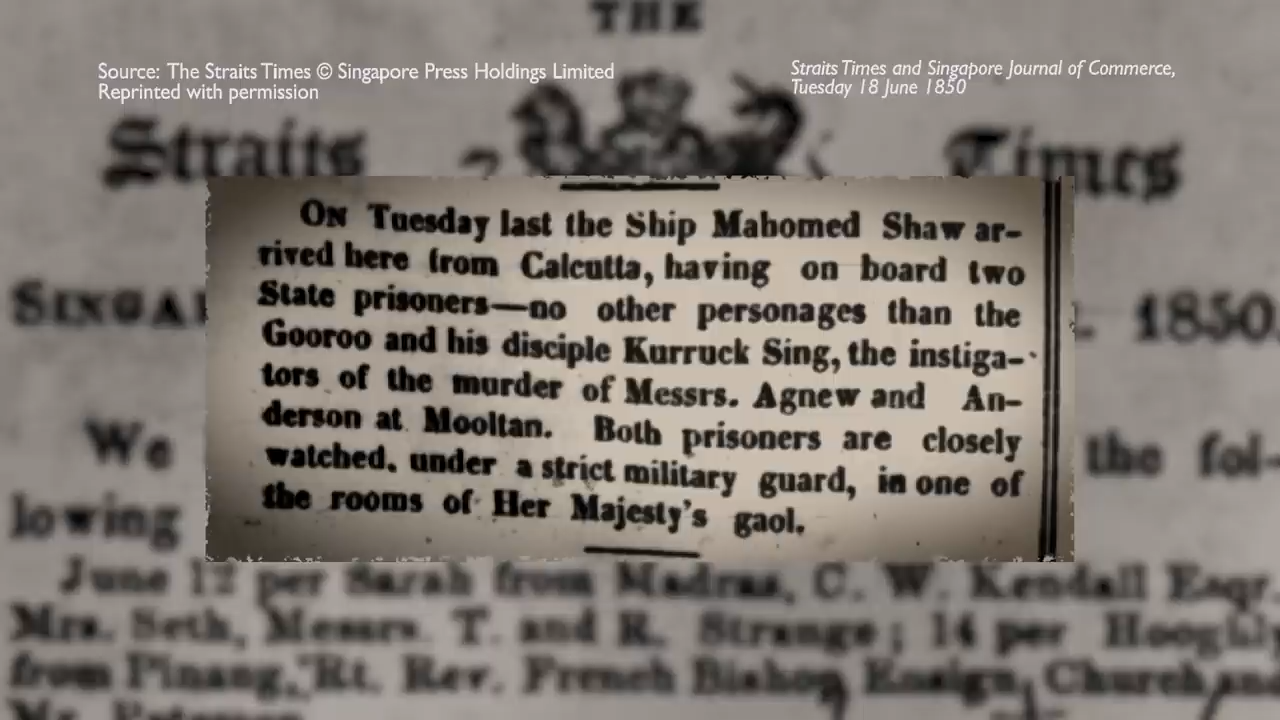 THE
Source: The Straits Times © Singapore Press Holdings Limited
Reprinted with permission
Straits Times and Singapore Journal of Commerce,
Tuesday 18 June 1850
Straits Times
On Tuesday last the Ship Mahomed Shaw ar-
rived here from Calcutta, having on board two
State prisoners—no other personages than the
Gooroo and his disciple Kurruck Sing, the instiga-
tors of the murder of Messrs. Agnew and An-
derson at Mooltan. Both prisoners are closely
watched, under a strict military guard, in one of
the rooms of Her Majesty's gaol.
1850
We the fol-
lowing
June 12 per Sarah from Madras, C. W. Kendall Esqr.
Mrs. Seth, Messrs. T. and R. Strange; 14 per
from Pinang, Rt. Rev. French Bishop Church and